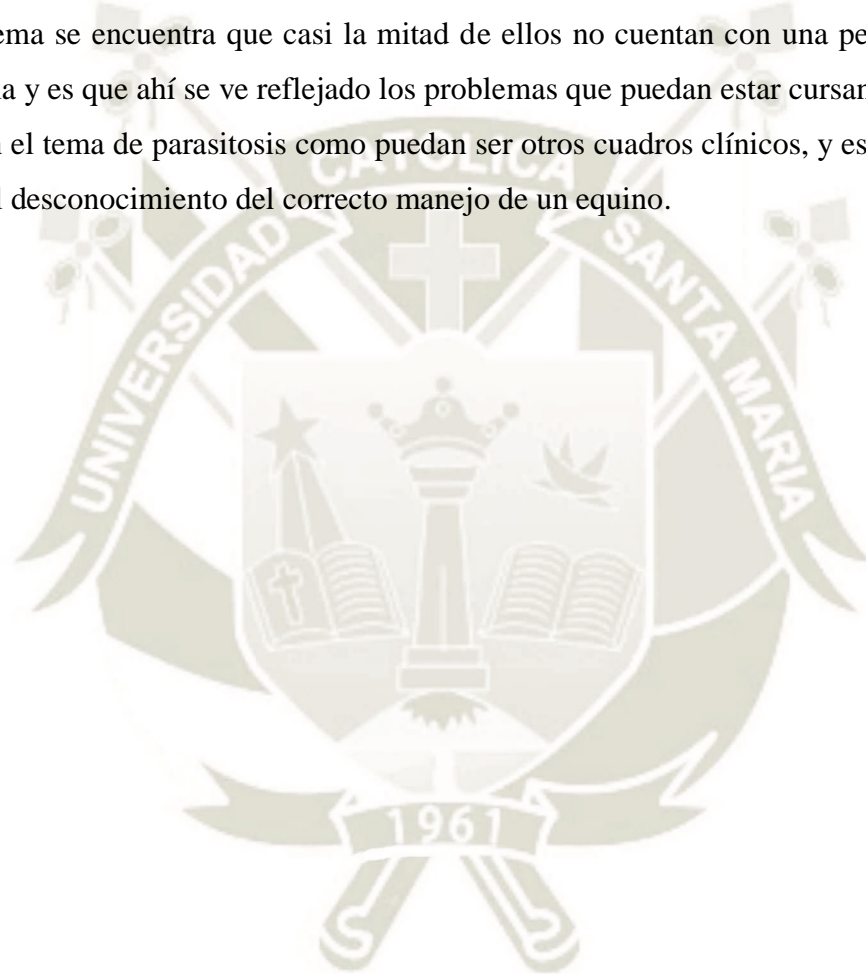 ema se encuentra que casi la mitad de ellos no cuentan con una pe
a y es que ahí se ve reflejado los problemas que puedan estar cursan
el tema de parasitosis como puedan ser otros cuadros clínicos, y es
l desconocimiento del correcto manejo de un equino.
CATOLICA
UNIVERSIDAD
SANTA MARIA
1961